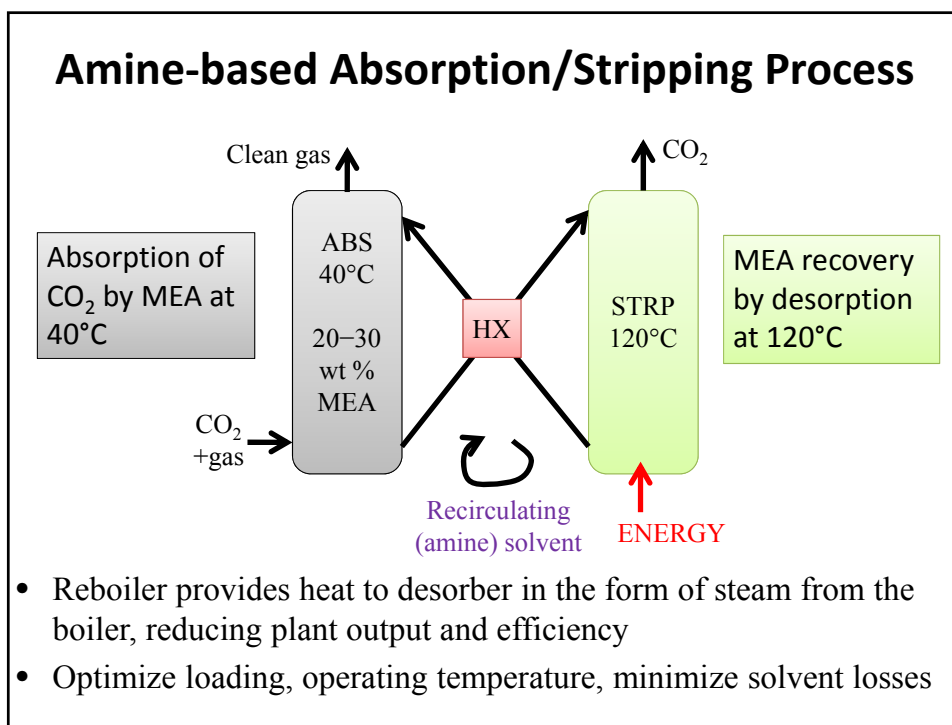 Amine-based Absorption/Stripping Process
Clean gas
CO₂
Absorption of
CO₂ by MEA at
40°C
ABS
40°C
20−30
wt %
MEA
HX
STRP
120°C
MEA recovery
by desorption
at 120°C
CO₂
+gas
Recirculating
(amine) solvent
ENERGY
• Reboiler provides heat to desorber in the form of steam from the
boiler, reducing plant output and efficiency
• Optimize loading, operating temperature, minimize solvent losses